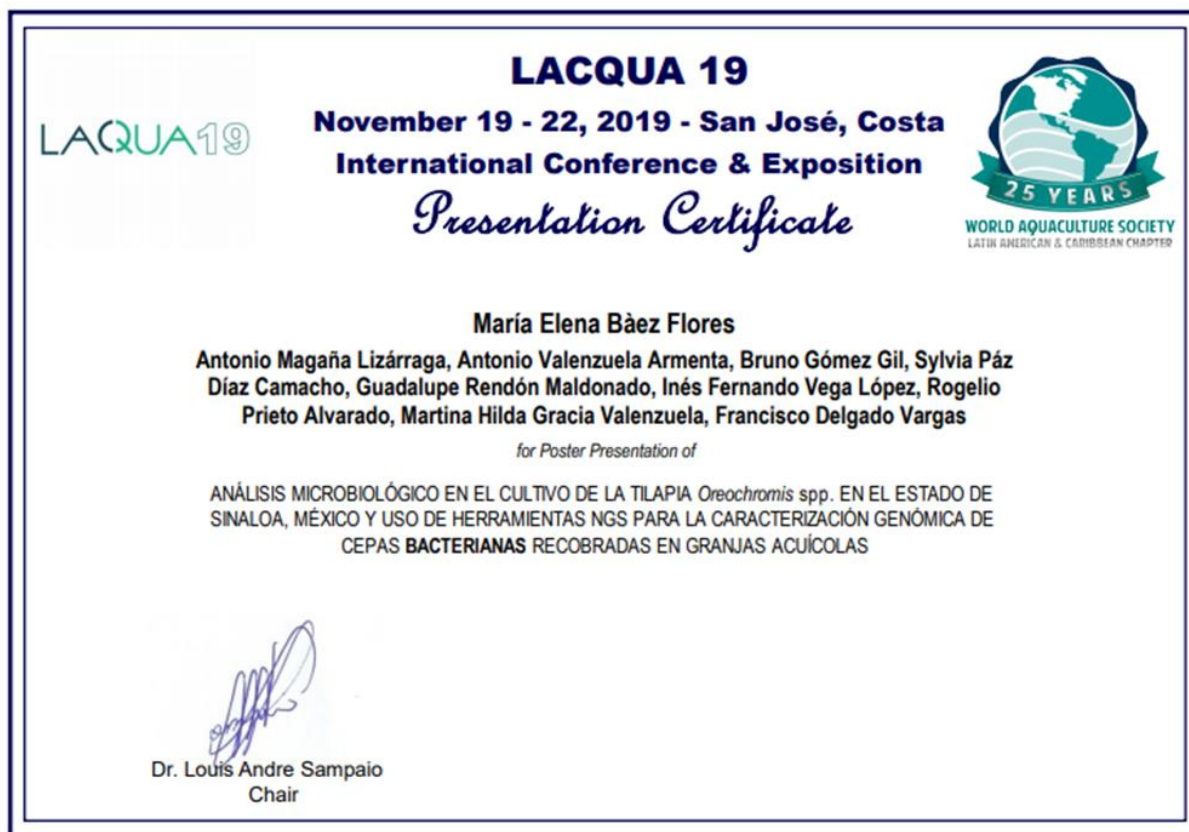 LAQUA19
LACQUA 19
November 19 - 22, 2019 - San José, Costa
International Conference & Exposition
Presentation Certificate
25 YEARS
WORLD AQUACULTURE SOCIETY
LATIN AMERICAN & CARIBBEAN CHAPTER
María Elena Bàez Flores
Antonio Magaña Lizárraga, Antonio Valenzuela Armenta, Bruno Gómez Gil, Sylvia Páz
Díaz Camacho, Guadalupe Rendón Maldonado, Inés Fernando Vega López, Rogelio
Prieto Alvarado, Martina Hilda Gracia Valenzuela, Francisco Delgado Vargas
for Poster Presentation of
ANÁLISIS MICROBIOLÓGICO EN EL CULTIVO DE LA TILAPIA Oreochromis spp. EN EL ESTADO DE
SINALOA, MÉXICO Y USO DE HERRAMIENTAS NGS PARA LA CARACTERIZACIÓN GENÓMICA DE
CEPAS BACTERIANAS RECOBRADAS EN GRANJAS ACUÍCOLAS
Dr. Louis Andre Sampaio
Chair